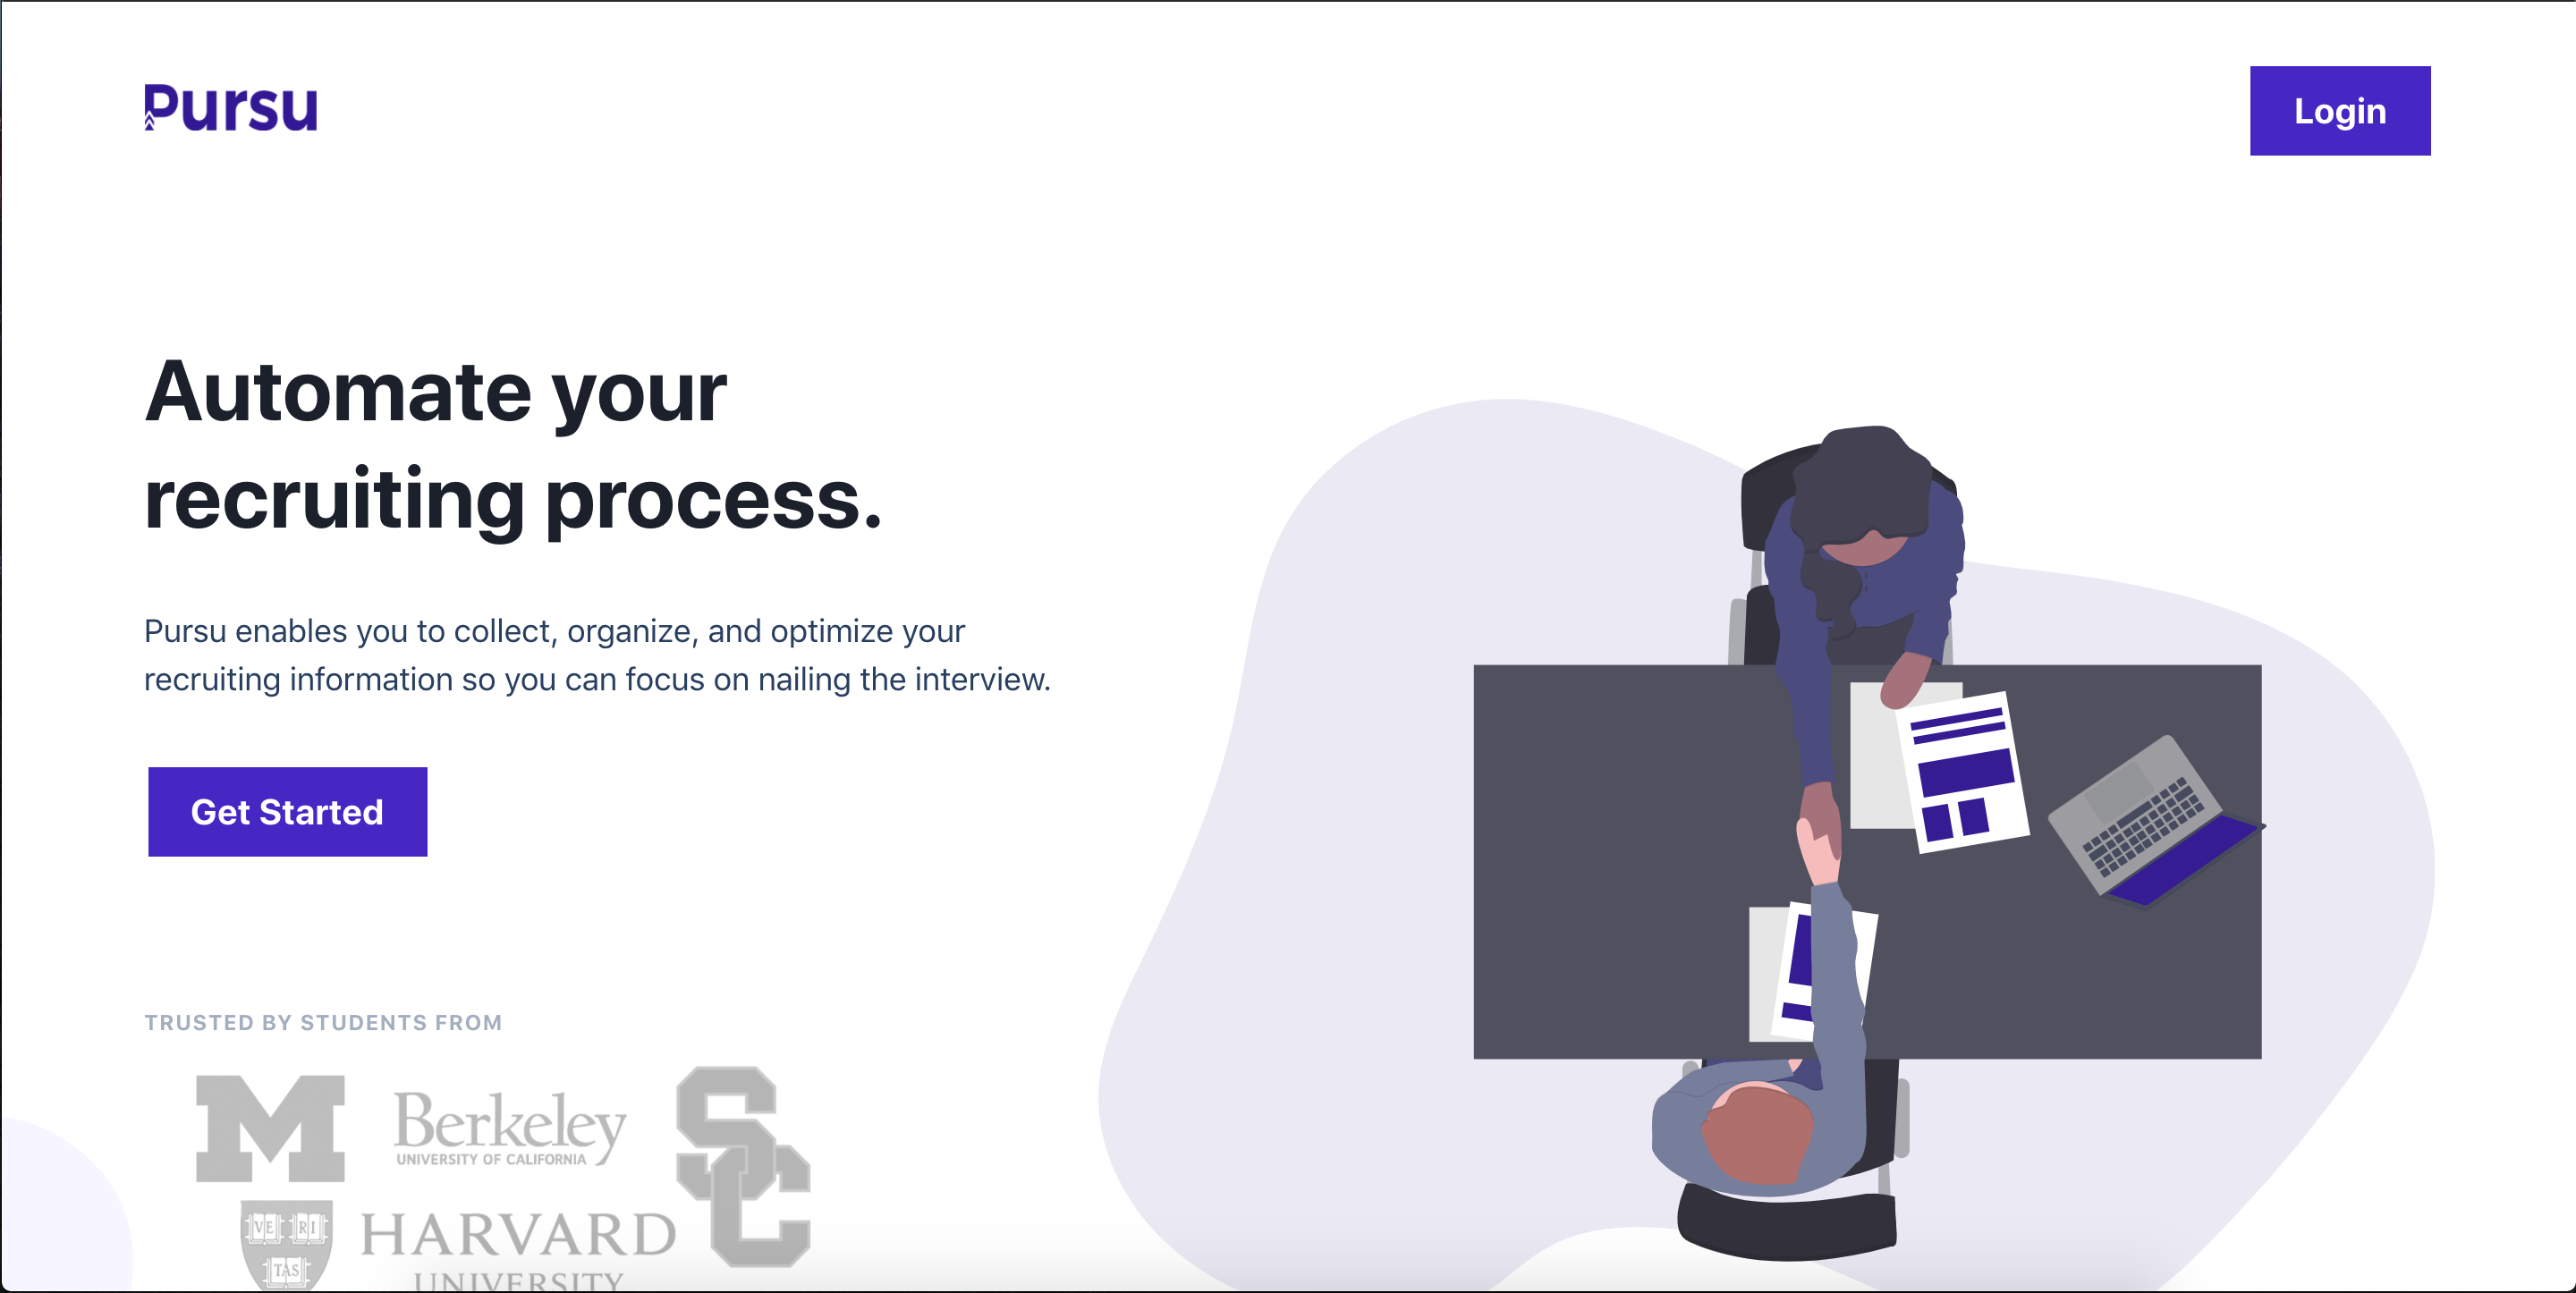 Pursu
Login
Automate your
recruiting process.
Pursu enables you to collect, organize, and optimize your
recruiting information so you can focus on nailing the interview.
Get Started
TRUSTED BY STUDENTS FROM
M
Berkeley
UNIVERSITY OF CALIFORNIA
SC
VE RI
TAS
HARVARD
UNIVERSITY